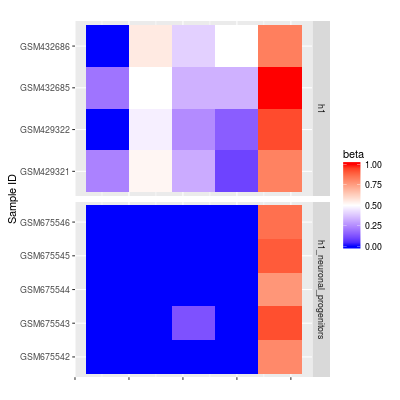 GSM432686
GSM432685
GSM429322
GSM429321
h1
GSM675546
GSM675545
GSM675544
GSM675543
GSM675542
h1_neuronal_progenitors
Sample ID
beta
1.00
0.75
0.50
0.25
0.00